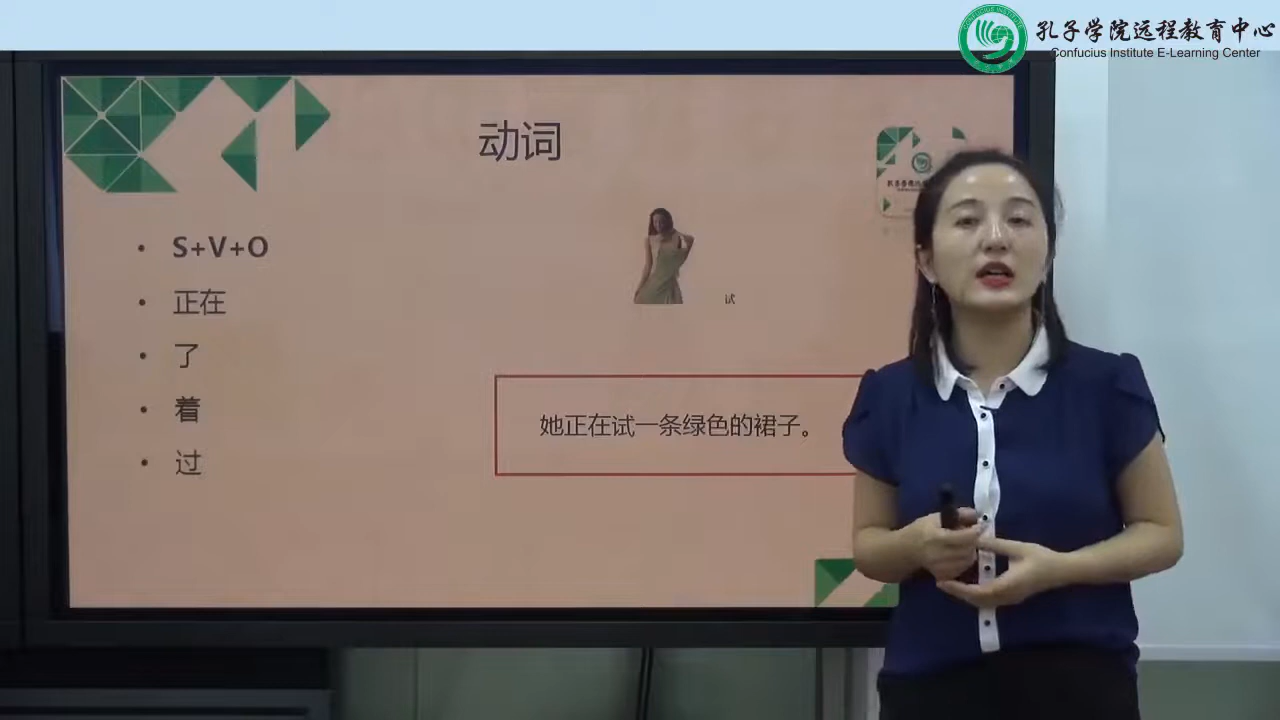 孔子学院远程教育中心
Confucius Institute E-Learning Center
动词
• S+V+O
• 正在
• 了
• 着
• 过
试
她正在试一条绿色的裙子。